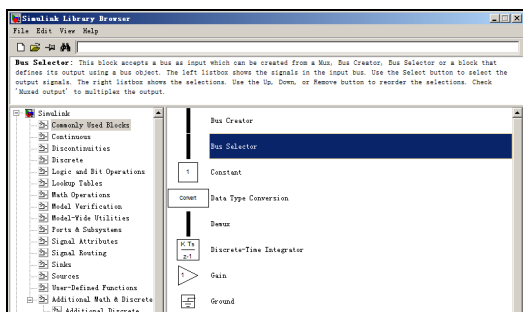 Simulink Library Browser
File Edit View Help
Bus Selector: This block accepts a bus as input which can be created from a Mux, Bus Creator, Bus Selector or a block that
defines its output using a bus object. The left listbox shows the signals in the input bus. Use the Select button to select the
output signals. The right listbox shows the selections. Use the Up, Down, or Remove button to reorder the selections. Check
'Muxed output' to multiplex the output.
Simulink
Commonly Used Blocks
Continuous
Discontinuities
Discrete
Logic and Bit Operations
Lookup Tables
Math Operations
Model Verification
Model-Wide Utilities
Ports & Subsystems
Signal Attributes
Signal Routing
Sinks
Sources
User-Defined Functions
Additional Math & Discrete
Additional Discrete
Bus Creator
Bus Selector
1 Constant
Convert Data Type Conversion
Demux
K Ts
z-1
Discrete-Time Integrator
1 Gain
Ground